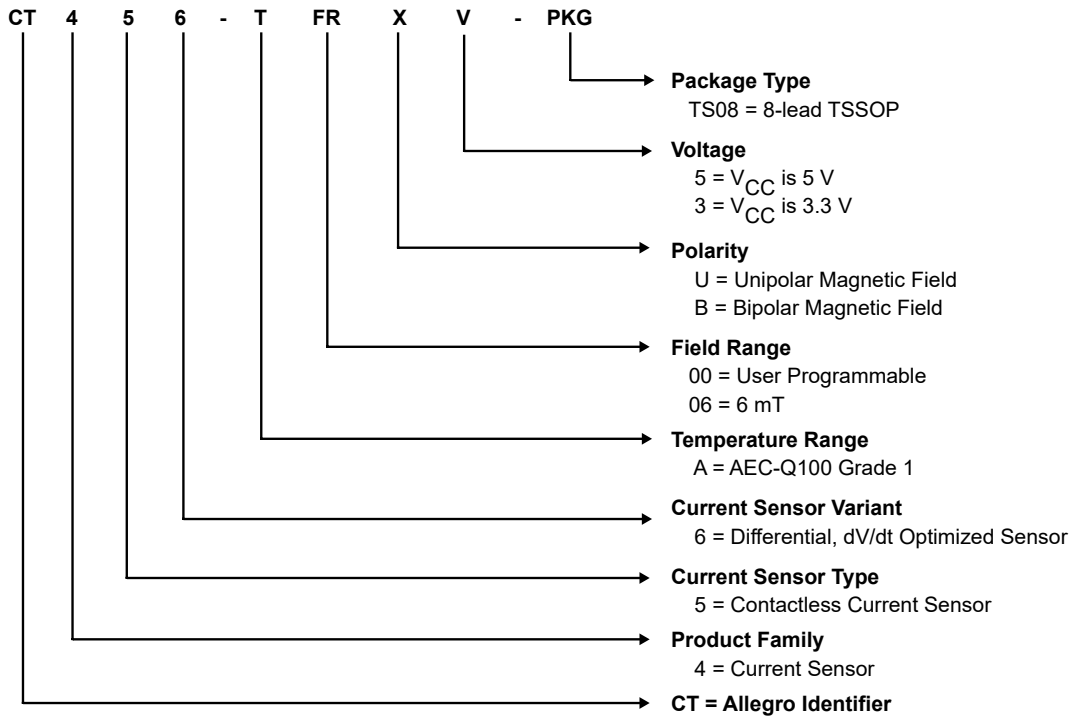 CT 4 5 6 - T FR X V - PKG
Package Type
TS08 = 8-lead TSSOP
Voltage
5 = VCC is 5 V
3 = VCC is 3.3 V
Polarity
U = Unipolar Magnetic Field
B = Bipolar Magnetic Field
Field Range
00 = User Programmable
06 = 6 mT
Temperature Range
A = AEC-Q100 Grade 1
Current Sensor Variant
6 = Differential, dV/dt Optimized Sensor
Current Sensor Type
5 = Contactless Current Sensor
Product Family
4 = Current Sensor
CT = Allegro Identifier